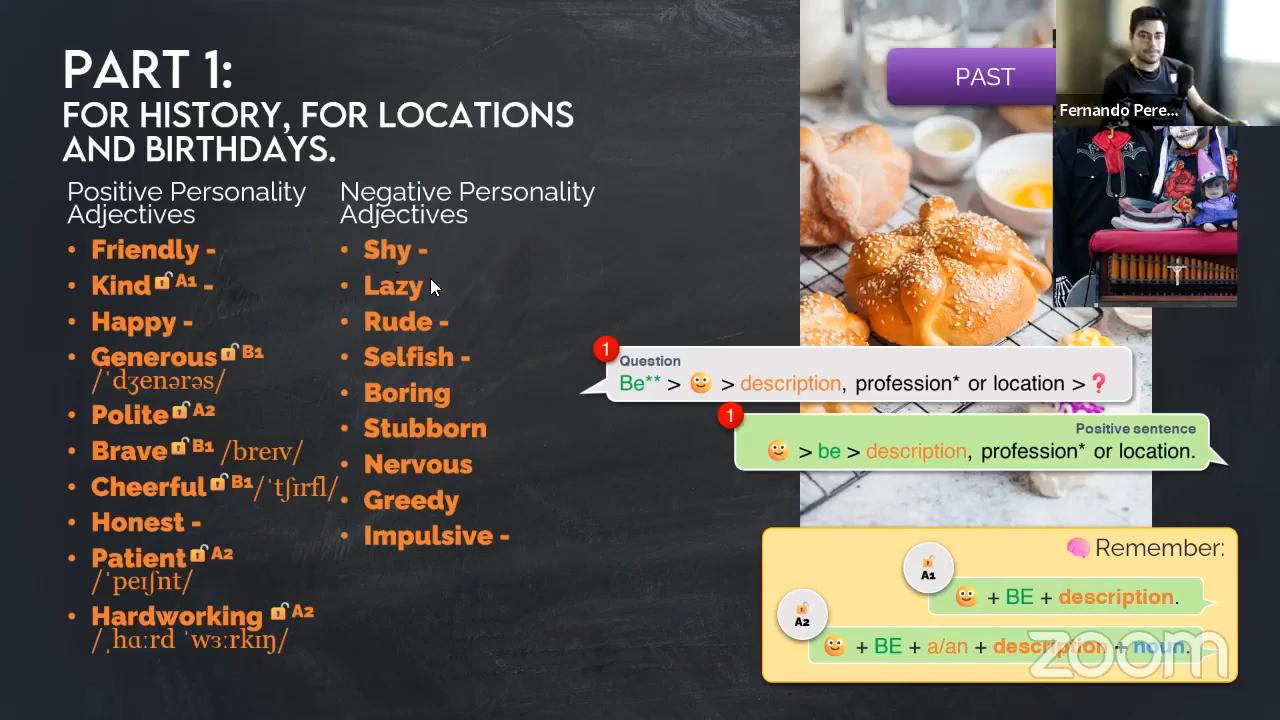 PART 1:
FOR HISTORY, FOR LOCATIONS
AND BIRTHDAYS.
Positive Personality
Adjectives
• Friendly -
• Kind A1 -
• Happy -
• Generous B1
/ˈdʒenərəs/
• Polite A2
• Brave B1 /breɪv/
• Cheerful B1/ˈtʃɪrfl/
• Honest -
• Patient A2
/ˈpeɪʃnt/
• Hardworking A2
/ˌhɑːrd ˈwɜːrkɪŋ/
Negative Personality
Adjectives
• Shy -
• Lazy
• Rude -
• Selfish -
• Boring
• Stubborn
• Nervous
• Greedy
• Impulsive -
PAST
Fernando Pere...
1
Question
Be** > 🙂 > description, profession* or location > ❓
1
Positive sentence
🙂 > be > description, profession* or location.
🧠 Remember:
A1
🙂 + BE + description.
A2
🙂 + BE + a/an + description + noun.
zoom